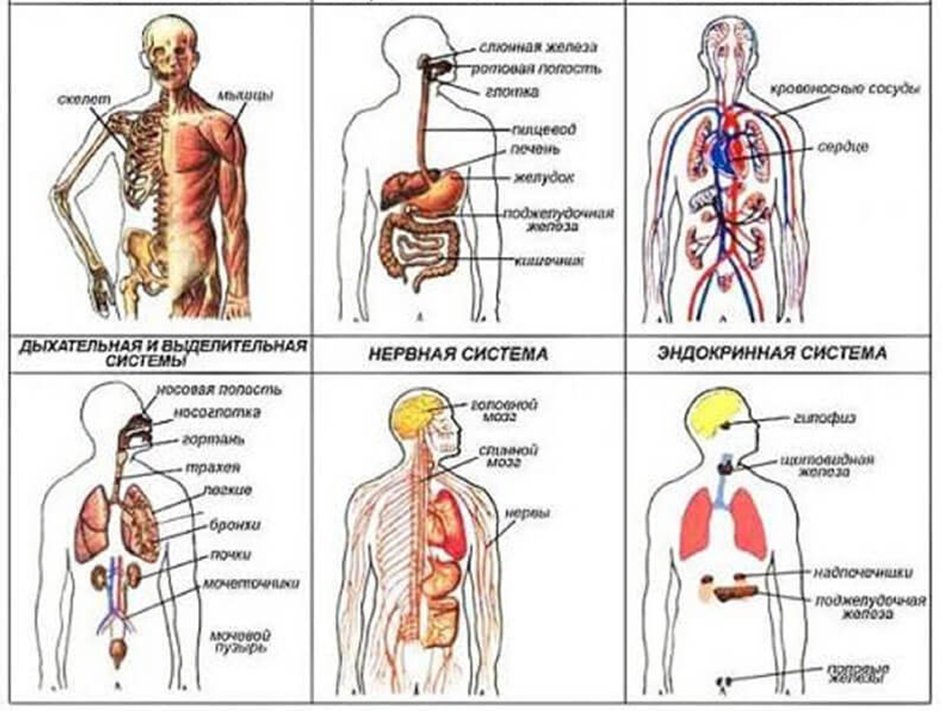 скелет
мышцы
слюнная железа
ротовая полость
глотка
пищевод
печень
желудок
поджелудочная
железа
кишечник
кровеносные сосуды
сердце
ДЫХАТЕЛЬНАЯ И ВЫДЕЛИТЕЛЬНАЯ
СИСТЕМЫ
НЕРВНАЯ СИСТЕМА
ЭНДОКРИННАЯ СИСТЕМА
носовая полость
носоглотка
гортань
трахея
легкие
бронхи
почки
мочеточники
мочевой
пузырь
головной
мозг
спинной
мозг
нервы
гипофиз
щитовидная
железа
надпочечники
поджелудочная
железа
половые
железы